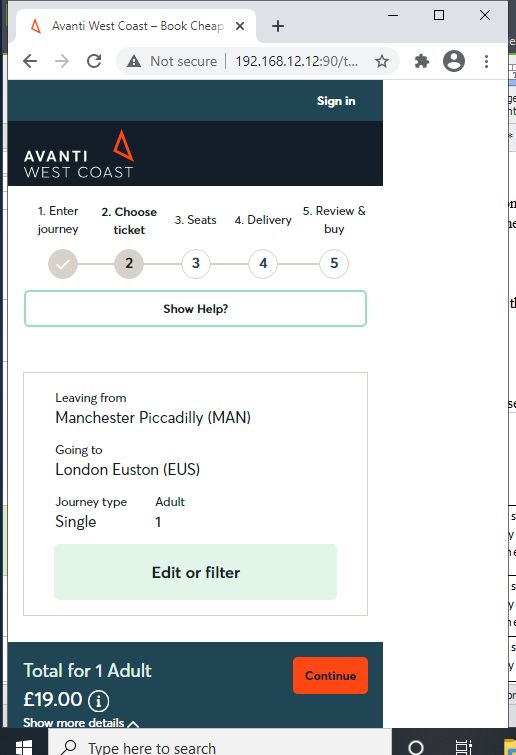 Avanti West Coast – Book Cheap
Not secure | 192.168.12.12:90/t...
Sign in
AVANTI
WEST COAST
1. Enter journey
2. Choose ticket
3. Seats
4. Delivery
5. Review & buy
2
3
4
5
Show Help?
Leaving from
Manchester Piccadilly (MAN)
Going to
London Euston (EUS)
Journey type
Adult
Single
1
Edit or filter
Total for 1 Adult
£19.00
Continue
Show more details
Type here to search